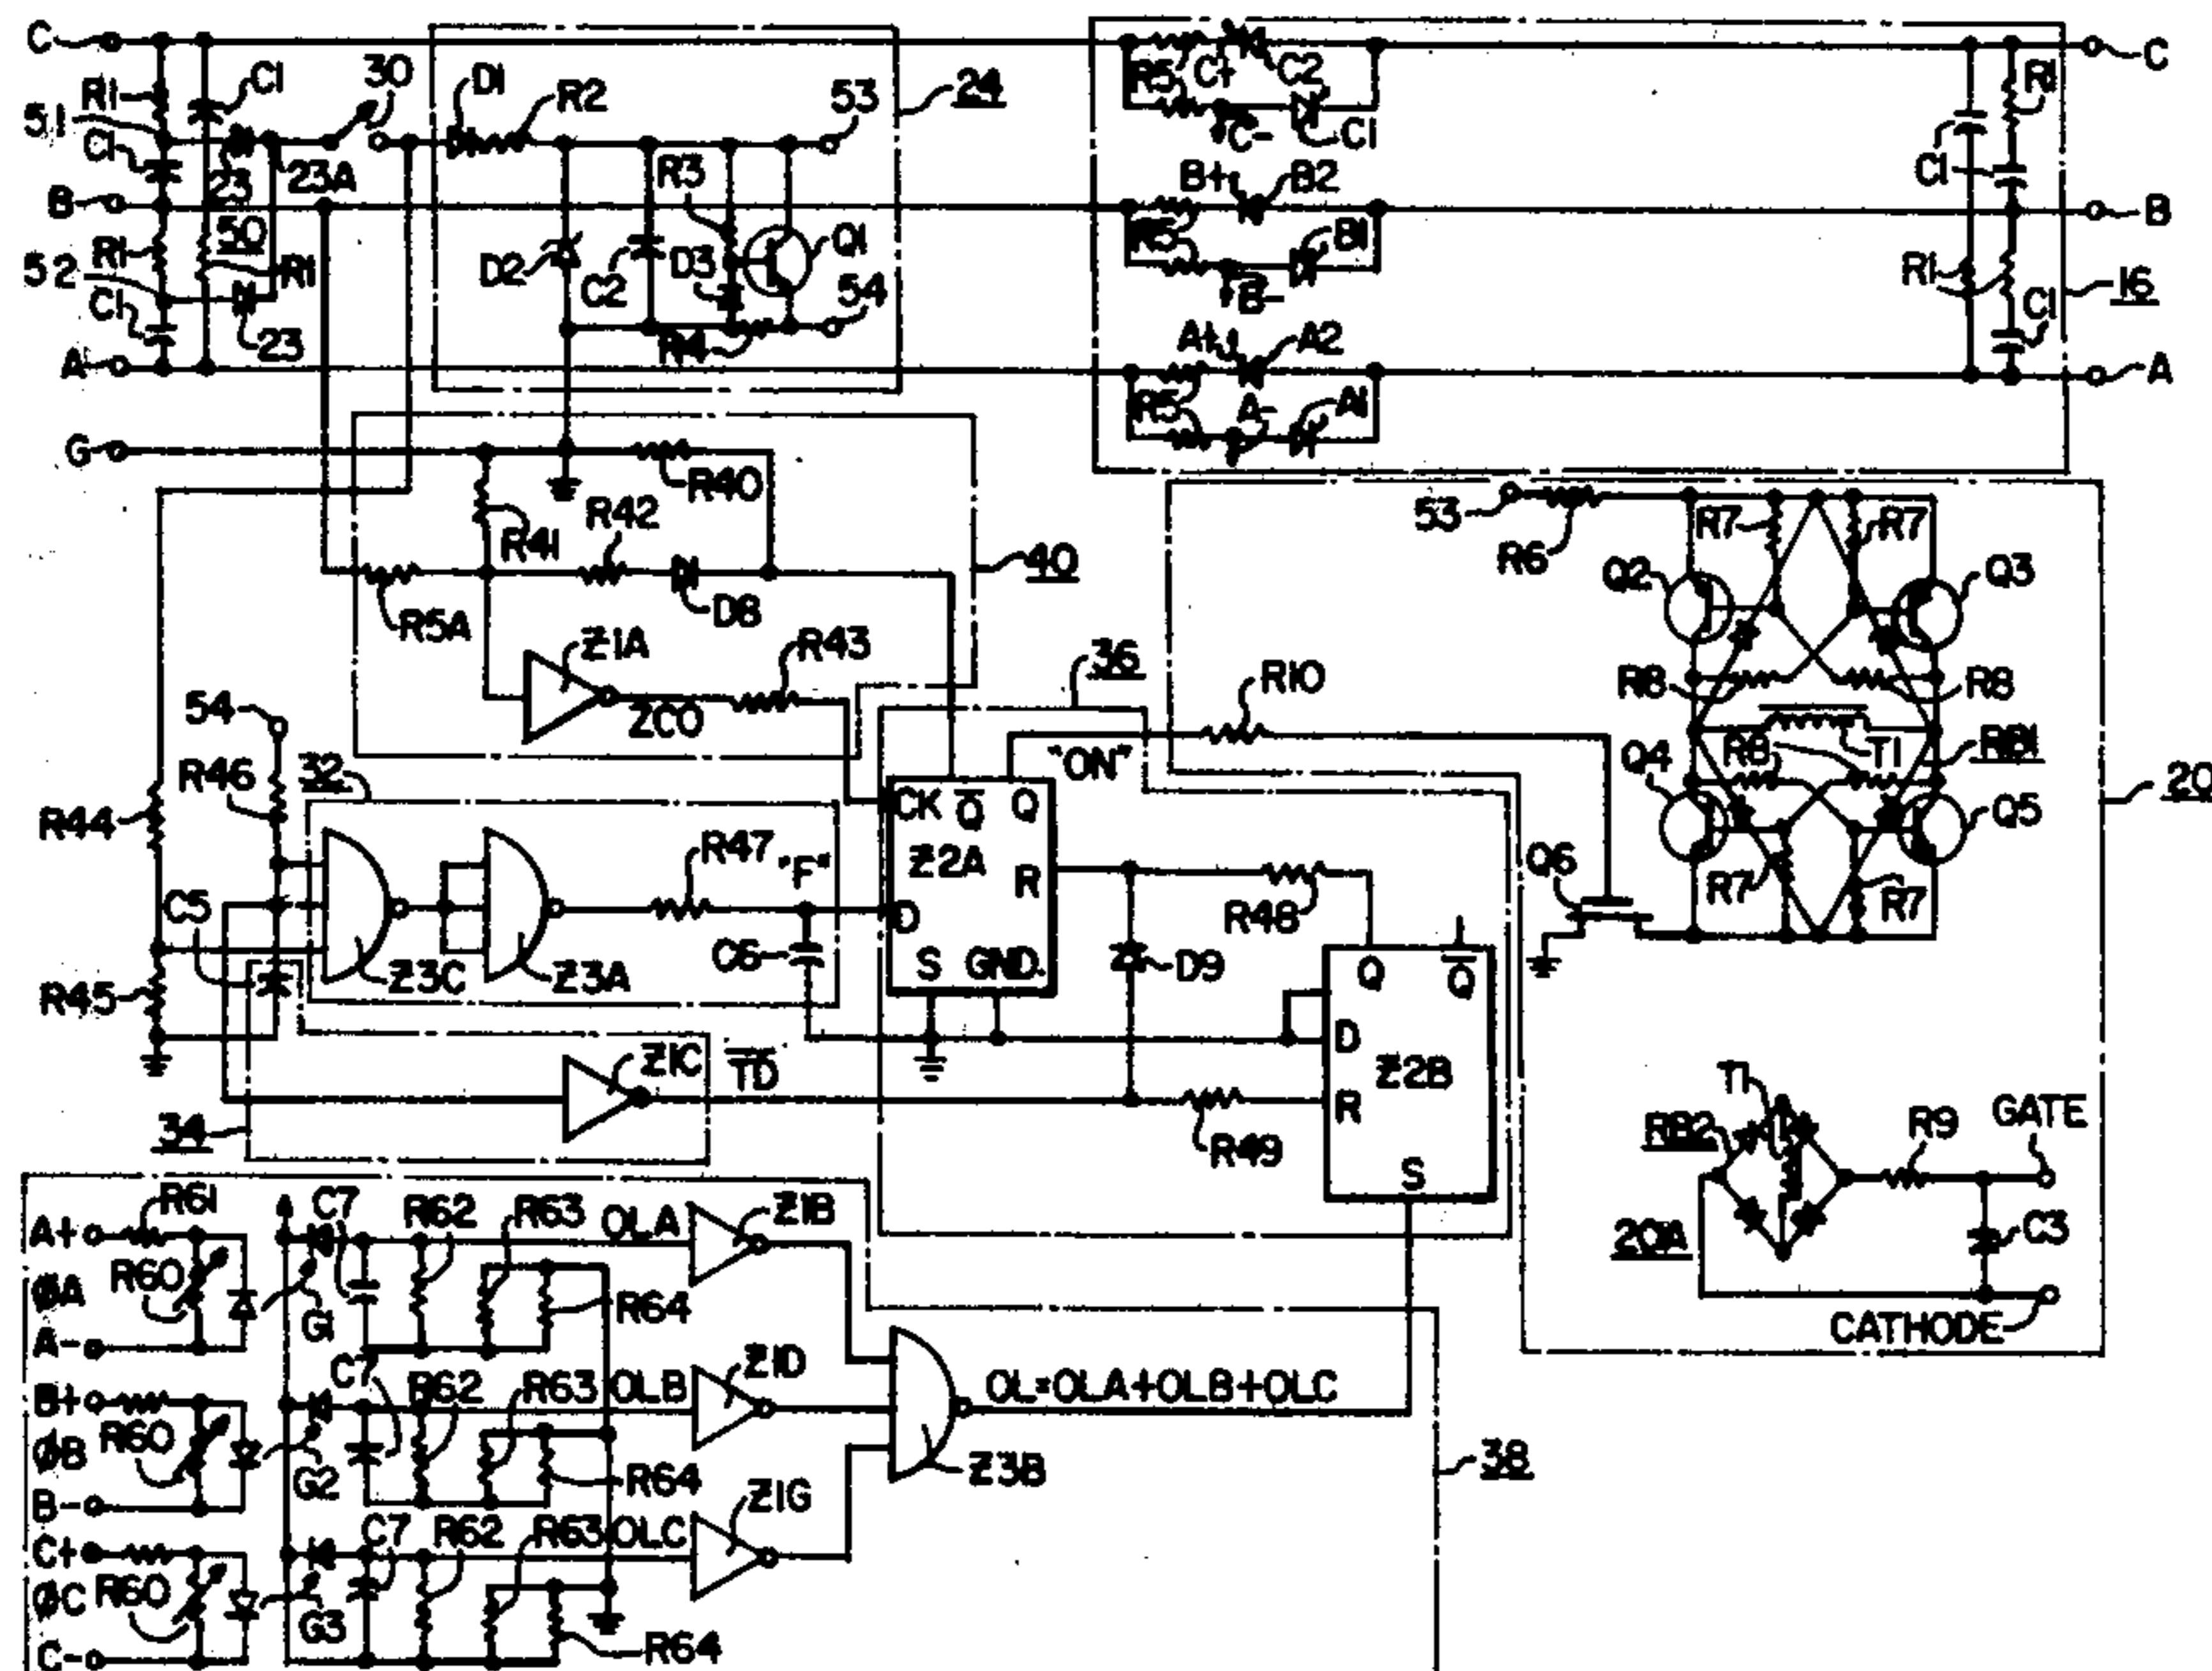 C
R1
C1
30
D1
R2
24
53
R5
C+
C2
C-
C1
R1
C
51
C1
23
23A
R3
B
50
B+
B2
C1
B
R1
R1
D2
C2
D3
Q1
54
R5
B1
B-
52
C1
23
R4
R1
C1
16
A
A+
A2
A
R5
A-
A1
G
R40
R41
R42
40
R5A
D8
53
R6
R7
R7
Q2
Q3
Z1A
R43
ZCO
36
R10
R8
R8
54
R46
32
"ON"
Q4
R8
T1
RB1
20
R44
CK
Q
Q
Q5
R47
"F"
Z2A
R
Q6
R7
R7
C5
D
R48
C6
D9
Z3C
Z3A
S
GND.
R45
Q
Q
D
Z1C
TD
Z2B
T1
34
R
R49
RB2
R9
GATE
S
20A
C3
CATHODE
A+
R61
C7
R62
R63
OLA
Z1B
ØA
R60
A-
G1
R64
B+
C7
R62
R63
OLB
Z1D
OL=OLA+OLB+OLC
ØB
R60
B-
G2
R64
Z3B
38
C+
C7
R62
R63
OLC
Z1G
ØC
R60
C-
G3
R64